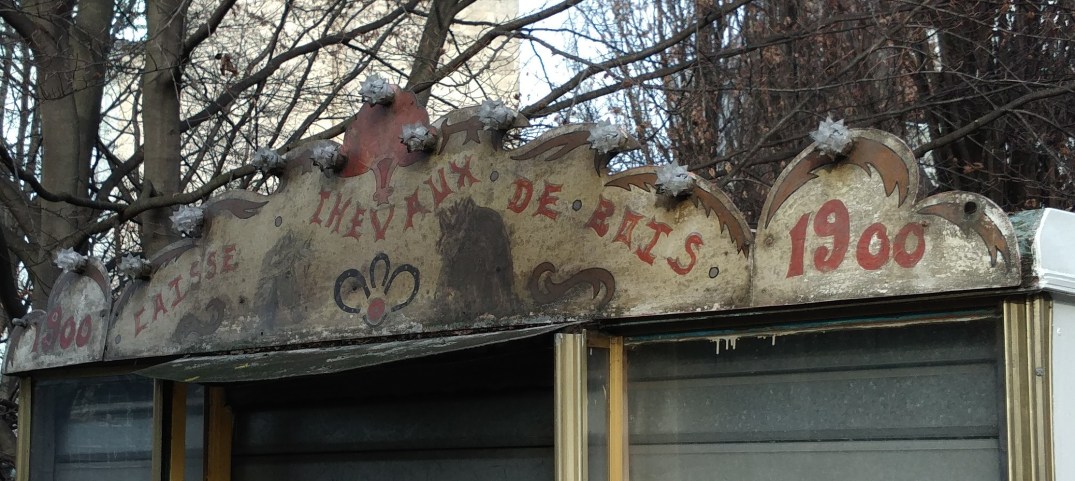 1900
CAISSE
CHEVAUX DE BOIS
1900